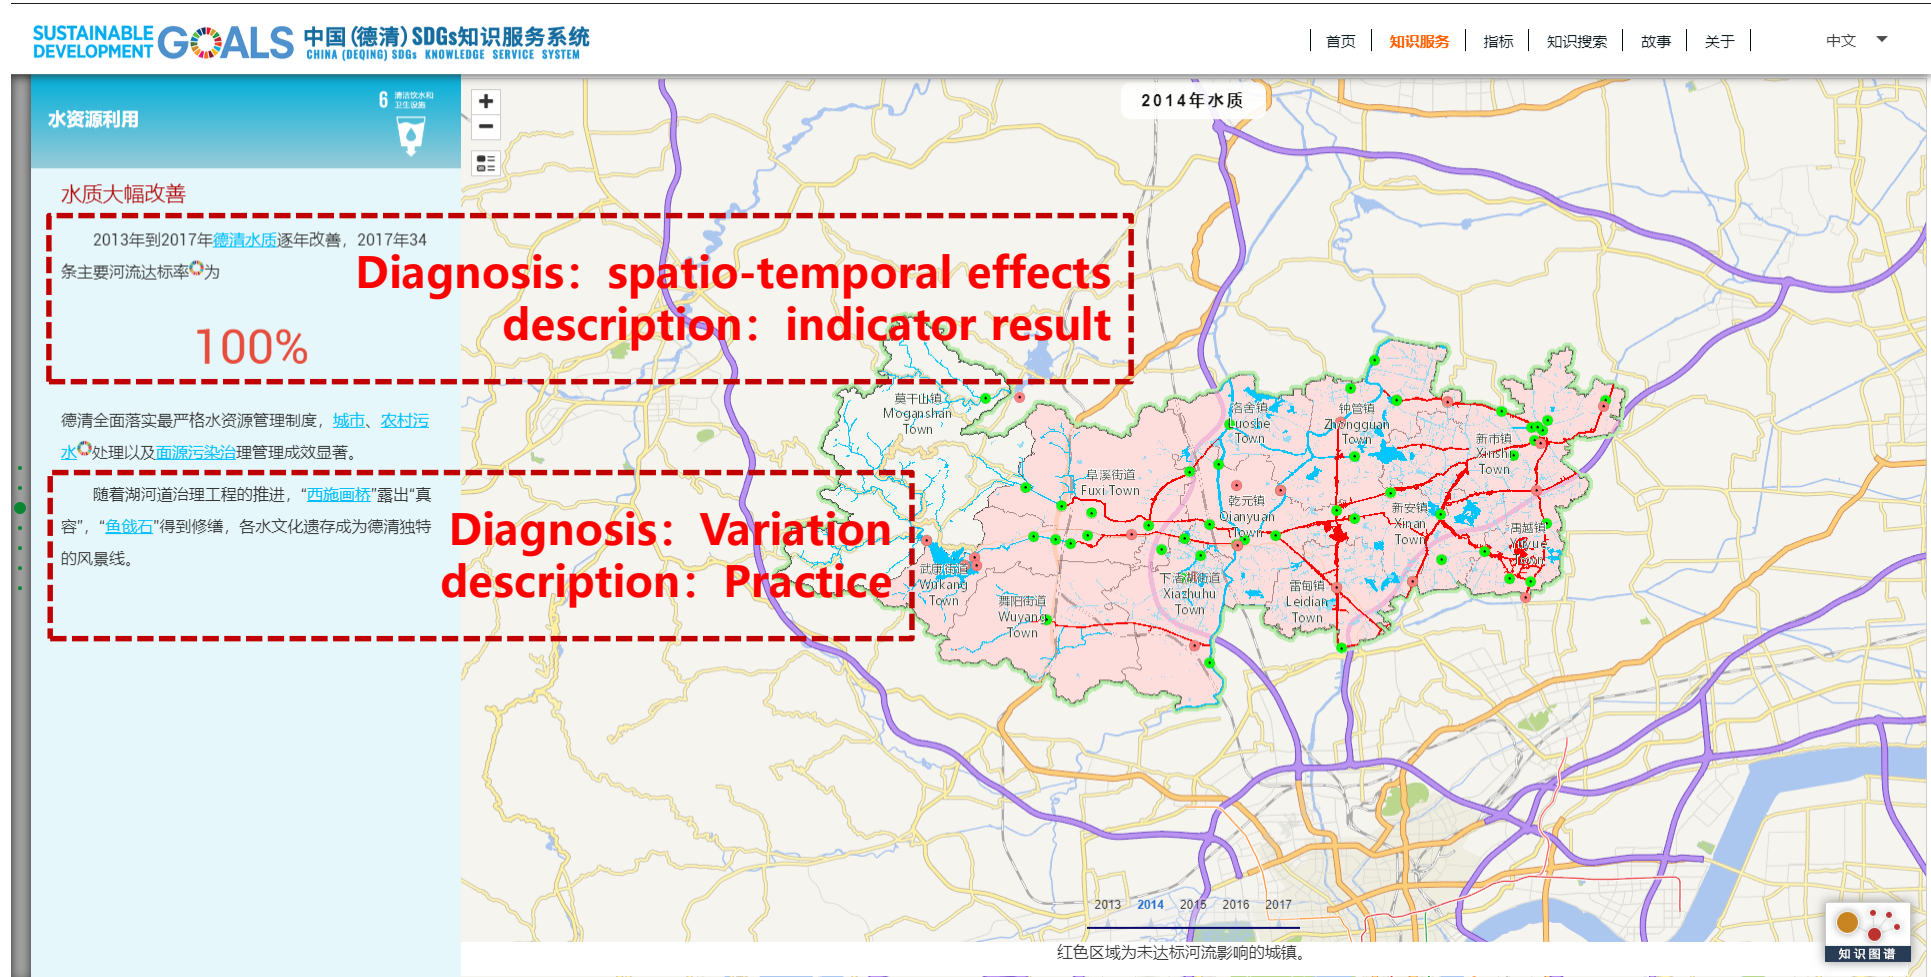 SUSTAINABLE
DEVELOPMENT
GOALS
中国(德清)SDGs知识服务系统
CHINA (DEQING) SDGs KNOWLEDGE SERVICE SYSTEM
首页
知识服务
指标
知识搜索
故事
关于
中文
水资源利用
6 清洁饮水和
卫生设施
+
−
2014年水质
水质大幅改善
2013年到2017年德清水质逐年改善，2017年34
条主要河流达标率为
100%
Diagnosis：spatio-temporal effects
description：indicator result
德清全面落实最严格水资源管理制度，城市、农村污
水处理以及面源污染治理管理成效显著。
随着湖河道治理工程的推进，“西施画桥”露出“真
容”，“鱼戗石”得到修缮，各水文化遗存成为德清独特
的风景线。
Diagnosis：Variation
description：Practice
莫干山镇
Moganshan
Town
洛舍镇
Luoshe
Town
钟管镇
Zhongguan
Town
新市镇
Xinshi
Town
阜溪街道
Fuxi Town
乾元镇
Qianyuan
Town
新安镇
Xinan
Town
禹越镇
Yuyue
Town
武康街道
Wukang
Town
舞阳街道
Wuyang
Town
下渚湖街道
Xiazhuhu
Town
雷甸镇
Leidian
Town
2013
2014
2015
2016
2017
红色区域为未达标河流影响的城镇。
知识图谱